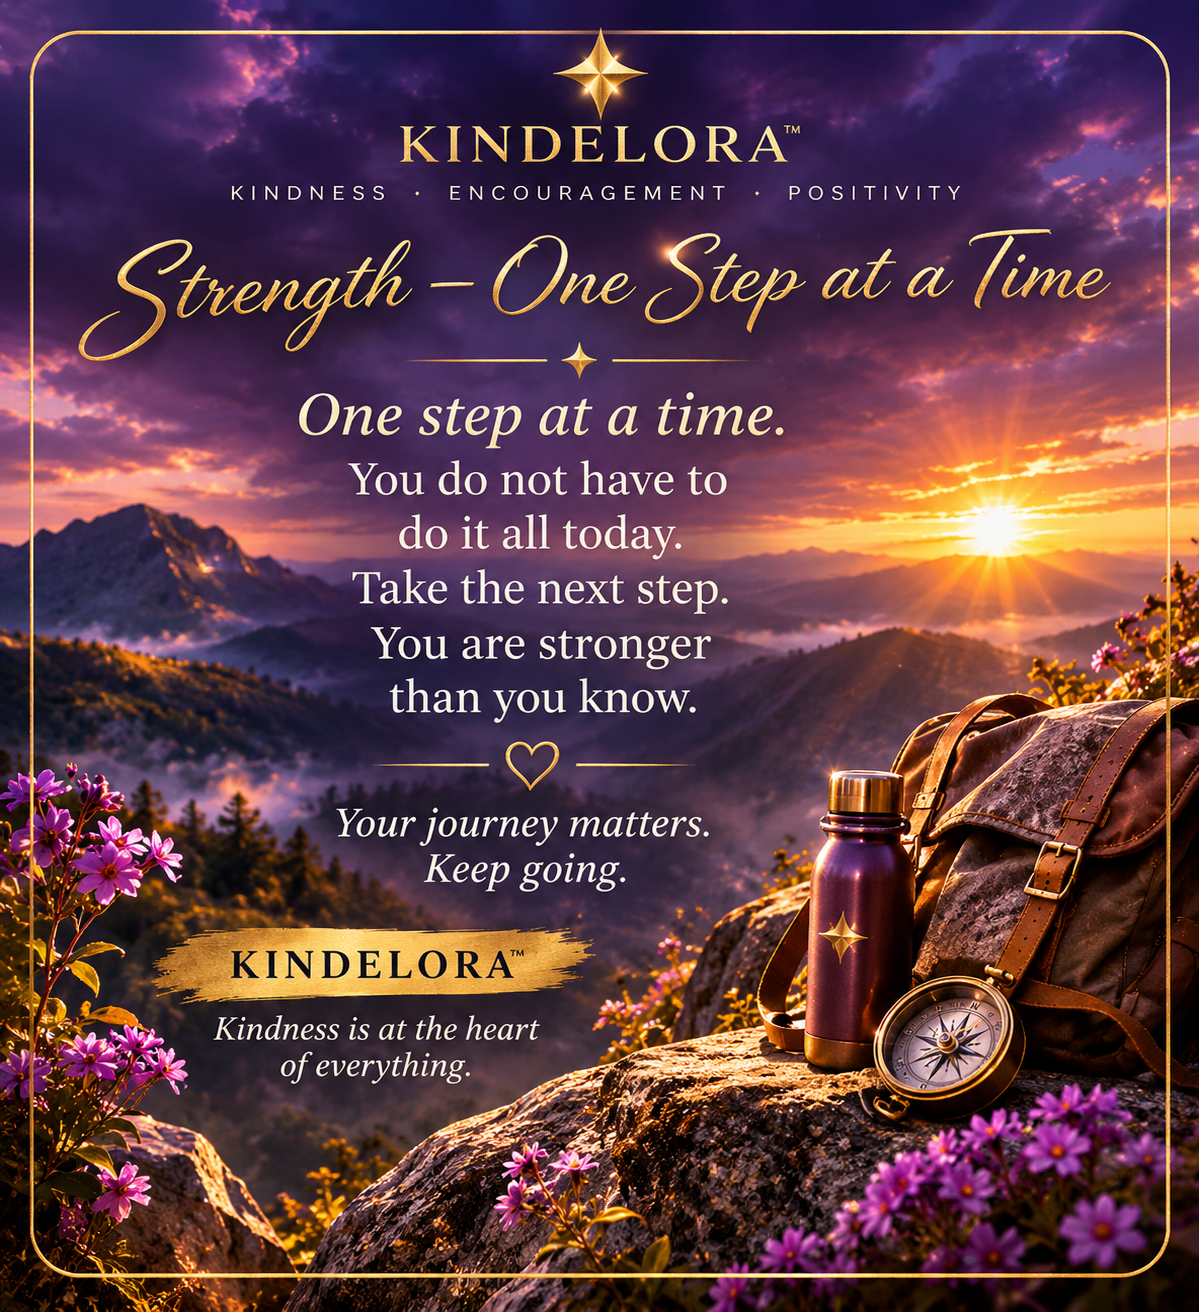 KINDELORA™
KINDNESS · ENCOURAGEMENT · POSITIVITY
Strength – One Step at a Time
One step at a time.
You do not have to
do it all today.
Take the next step.
You are stronger
than you know.
Your journey matters.
Keep going.
KINDELORA™
Kindness is at the heart
of everything.